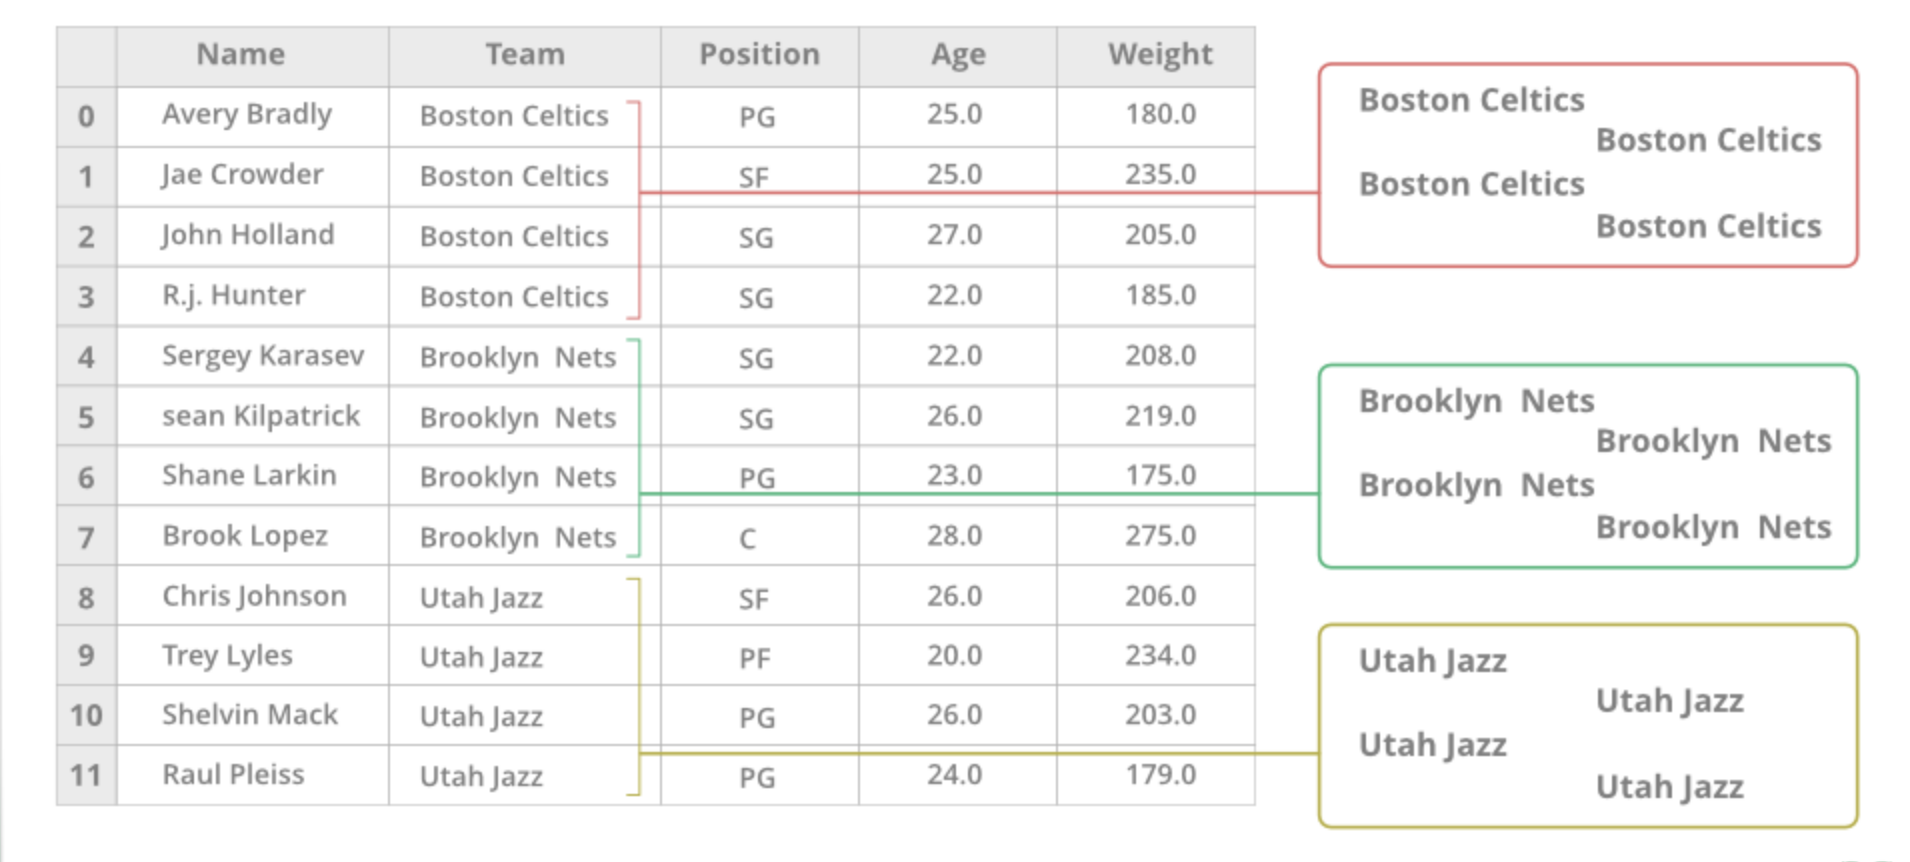 Name Team Position Age Weight
0 Avery Bradly Boston Celtics PG 25.0 180.0
1 Jae Crowder Boston Celtics SF 25.0 235.0
2 John Holland Boston Celtics SG 27.0 205.0
3 R.j. Hunter Boston Celtics SG 22.0 185.0
4 Sergey Karasev Brooklyn Nets SG 22.0 208.0
5 sean Kilpatrick Brooklyn Nets SG 26.0 219.0
6 Shane Larkin Brooklyn Nets PG 23.0 175.0
7 Brook Lopez Brooklyn Nets C 28.0 275.0
8 Chris Johnson Utah Jazz SF 26.0 206.0
9 Trey Lyles Utah Jazz PF 20.0 234.0
10 Shelvin Mack Utah Jazz PG 26.0 203.0
11 Raul Pleiss Utah Jazz PG 24.0 179.0
Boston Celtics
Boston Celtics
Boston Celtics
Boston Celtics
Brooklyn Nets
Brooklyn Nets
Brooklyn Nets
Brooklyn Nets
Utah Jazz
Utah Jazz
Utah Jazz
Utah Jazz